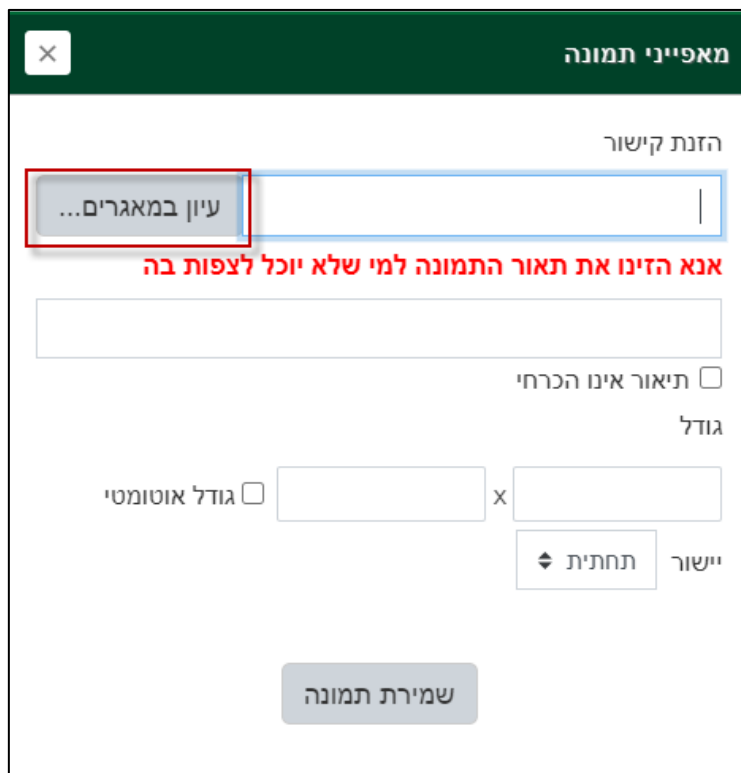 מאפייני תמונה ×
הזנת קישור
עיון במאגרים...
אנא הזינו את תאור התמונה למי שלא יוכל לצפות בה
תיאור אינו הכרחי
גודל
x גודל אוטומטי
יישור תחתית
שמירת תמונה